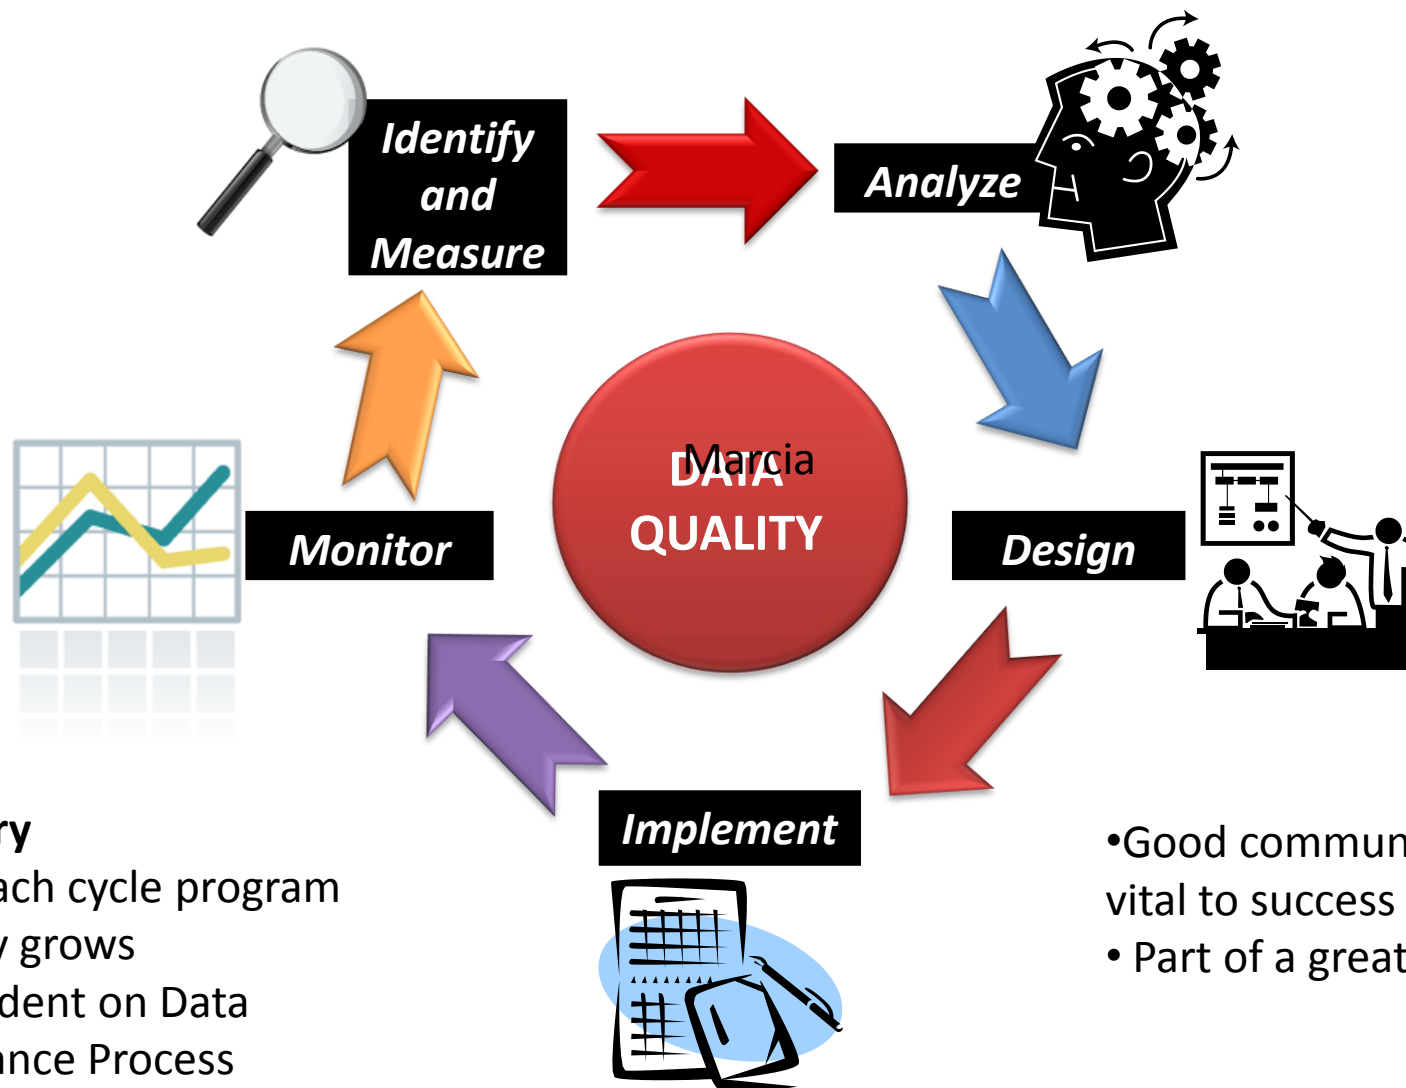 Identify
and
Measure
Analyze
Marcia
DATA
QUALITY
Monitor
Design
Implement
ry
ach cycle program
y grows
dent on Data
ance Process
•Good commun
vital to success
• Part of a great